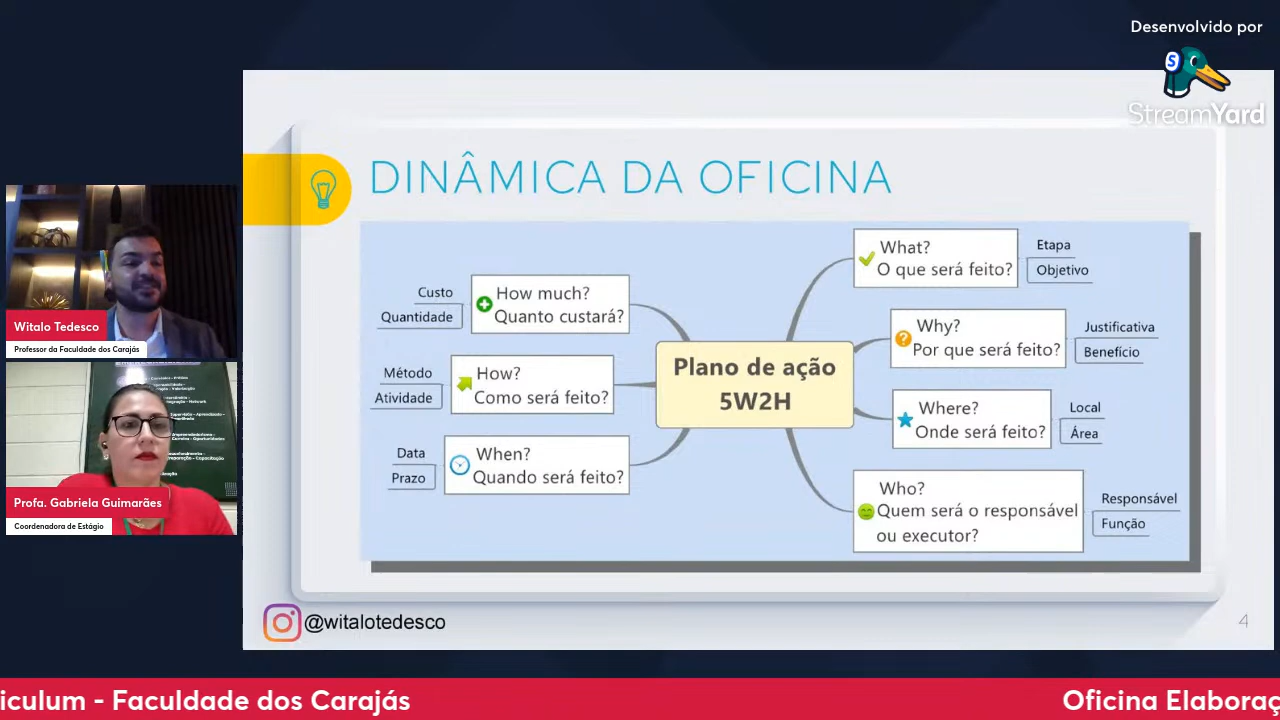 Desenvolvido por
StreamYard
DINÂMICA DA OFICINA
Plano de ação
5W2H
What?
O que será feito?
Etapa
Objetivo
Why?
Por que será feito?
Justificativa
Benefício
Where?
Onde será feito?
Local
Área
Who?
Quem será o responsável
ou executor?
Responsável
Função
How much?
Quanto custará?
Custo
Quantidade
How?
Como será feito?
Método
Atividade
When?
Quando será feito?
Data
Prazo
@witalotedesco
4
Witalo Tedesco
Professor da Faculdade dos Carajás
Profa. Gabriela Guimarães
Coordenadora de Estágio
iculum - Faculdade dos Carajás
Oficina Elaboraç